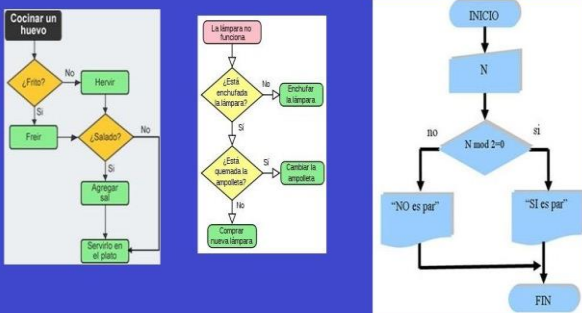 Cocinar un
huevo
¿Frito?
No
Hervir
Si
Freir
¿Salado?
No
Si
Agregar
sal
Servirlo en
el plato
La lámpara no
funciona
¿Está
enchufada
la lámpara?
No
Enchufar
la lámpara
Sí
¿Está
quemada la
ampolleta?
Sí
Cambiar la
ampolleta
No
Comprar
nueva lámpara
INICIO
N
no
N mod 2=0
si
“NO es par”
“SI es par”
FIN